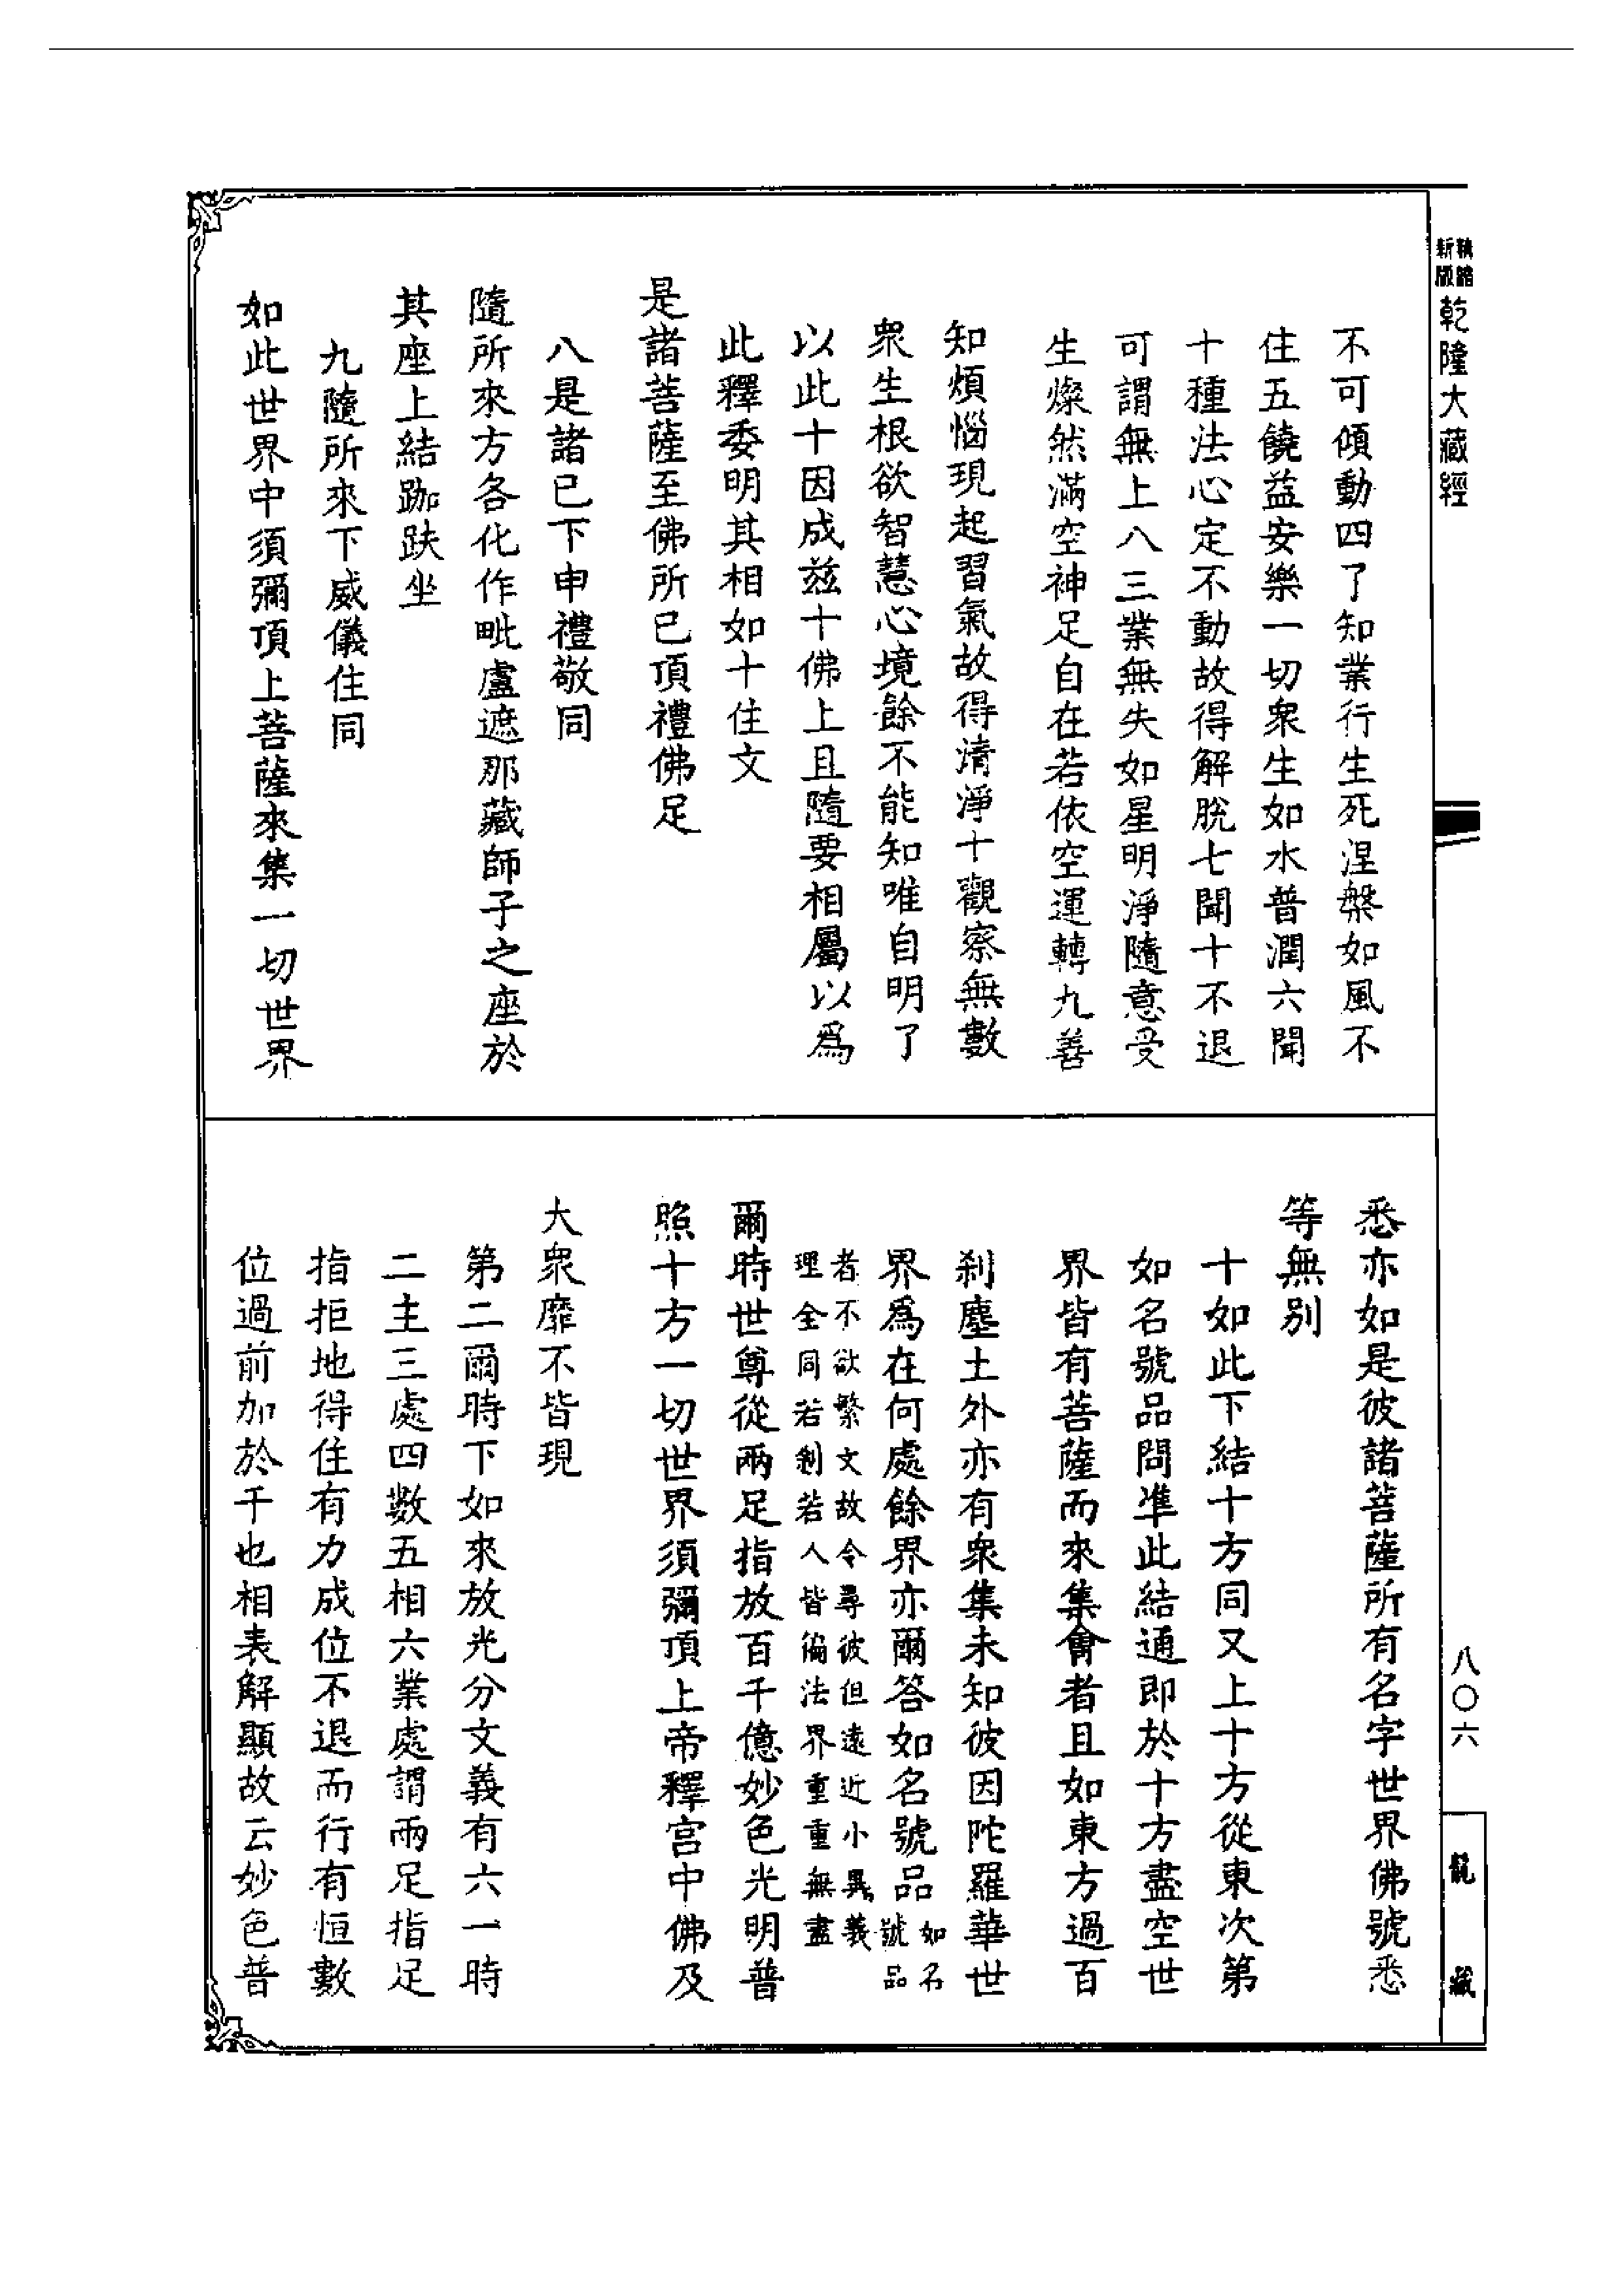 新版
精縮
乾隆大藏經
不可傾動四了知業行生死涅槃如風不
住五饒益安樂一切衆生如水普潤六聞
十種法心定不動故得解脫七聞十不退
可謂無上八三業無失如星明淨隨意受
生燦然滿空神足自在若依空運轉九善
知煩惱現起習氣故得清淨十觀察無數
衆生根欲智慧心境餘不能知唯自明了
以此十因成兹十佛上且隨要相屬以爲
此釋委明其相如十住文
是諸菩薩至佛所已頂禮佛足
八是諸已下申禮敬同
隨所來方各化作毗盧遮那藏師子之座於
其座上結跏趺坐
九隨所來下威儀住同
如此世界中須彌頂上菩薩來集一切世界
悉亦如是彼諸菩薩所有名字世界佛號悉
等無別
十如此下結十方同又上十方從東次第
如名號品問準此結通即於十方盡空世
界皆有菩薩而來集會者且如東方過百
刹塵土外亦有衆集未知彼因陀羅華世
界爲在何處餘界亦爾答如名號品如名號品
者不欲繁文故令尋彼但遠近小異義
理全同若刹若人皆徧法界重重無盡
爾時世尊從兩足指放百千億妙色光明普
照十方一切世界須彌頂上帝釋宫中佛及
大衆靡不皆現
第二爾時下如來放光分文義有六一時
二主三處四數五相六業處謂兩足指足
指拒地得住有力成位不退而行有恒數
位過前加於千也相表解顯故云妙色普
八〇六
龍藏